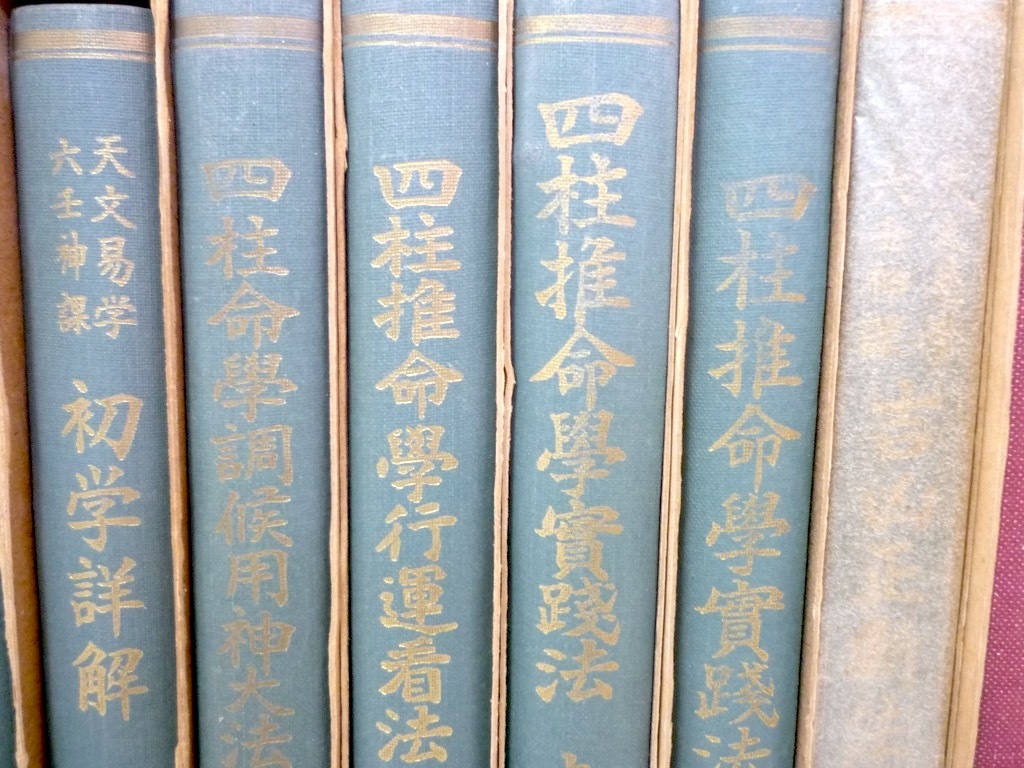 天文易学
六壬神課
初学詳解
四柱命學調候用神大法
四柱推命學行運看法
四柱推命學實踐法
四柱推命學實踐法